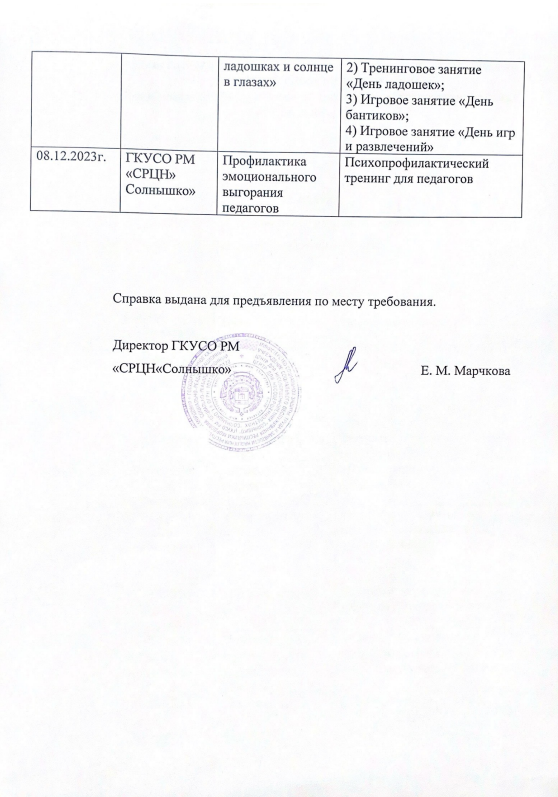 ладошках и солнце
в глазах»
2) Тренинговое занятие
«День ладошек»;
3) Игровое занятие «День
бантиков»;
4) Игровое занятие «День игр
и развлечений»
08.12.2023г.
ГКУСО РМ
«СРЦН»
Солнышко»
Профилактика
эмоционального
выгорания
педагогов
Психопрофилактический
тренинг для педагогов
Справка выдана для предъявления по месту требования.
Директор ГКУСО РМ
«СРЦН«Солнышко»
Е. М. Марчкова